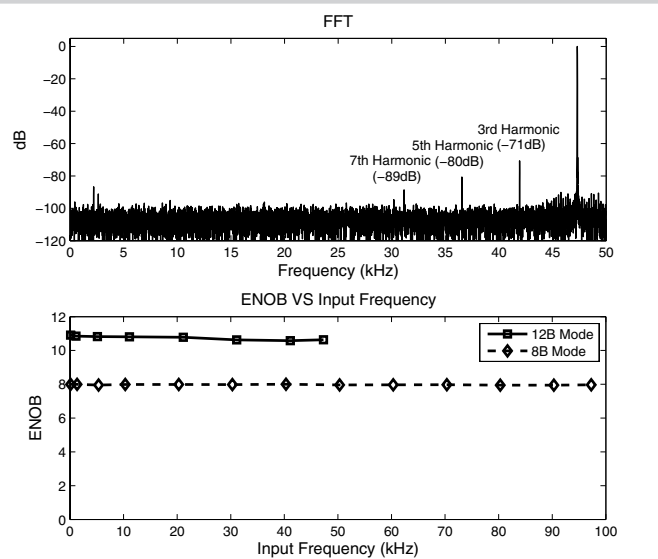 FFT
0
−20
−40
−60
−80
−100
−120
dB
3rd Harmonic
5th Harmonic (−71dB)
7th Harmonic (−80dB)
(−89dB)
0 5 10 15 20 25 30 35 40 45 50
Frequency (kHz)
ENOB VS Input Frequency
12
10
8
6
4
2
0
ENOB
12B Mode
8B Mode
0 10 20 30 40 50 60 70 80 90 100
Input Frequency (kHz)